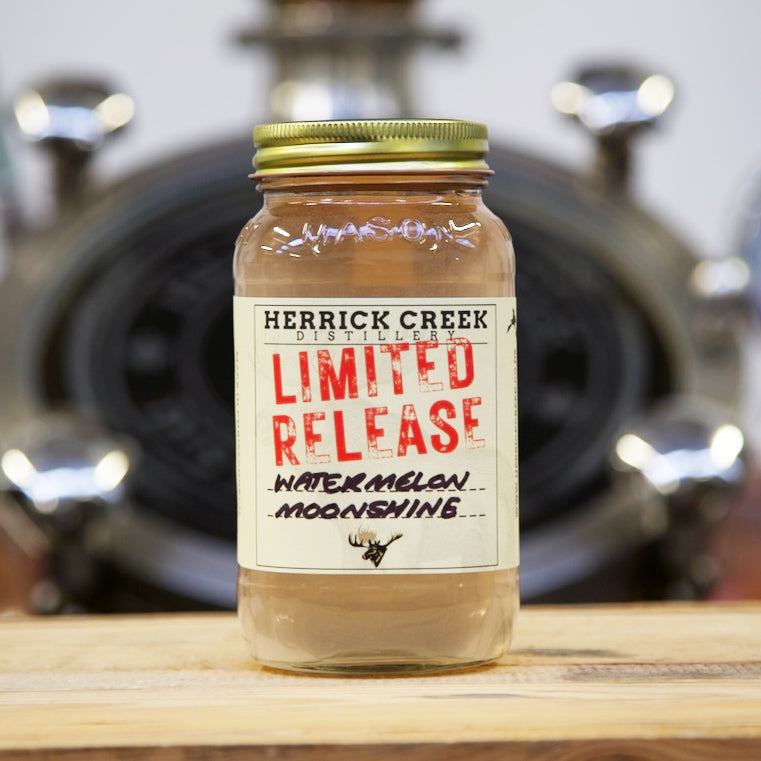 MASON
HERRICK CREEK
DISTILLERY
LIMITED
RELEASE
WATERMELON
MOONSHINE